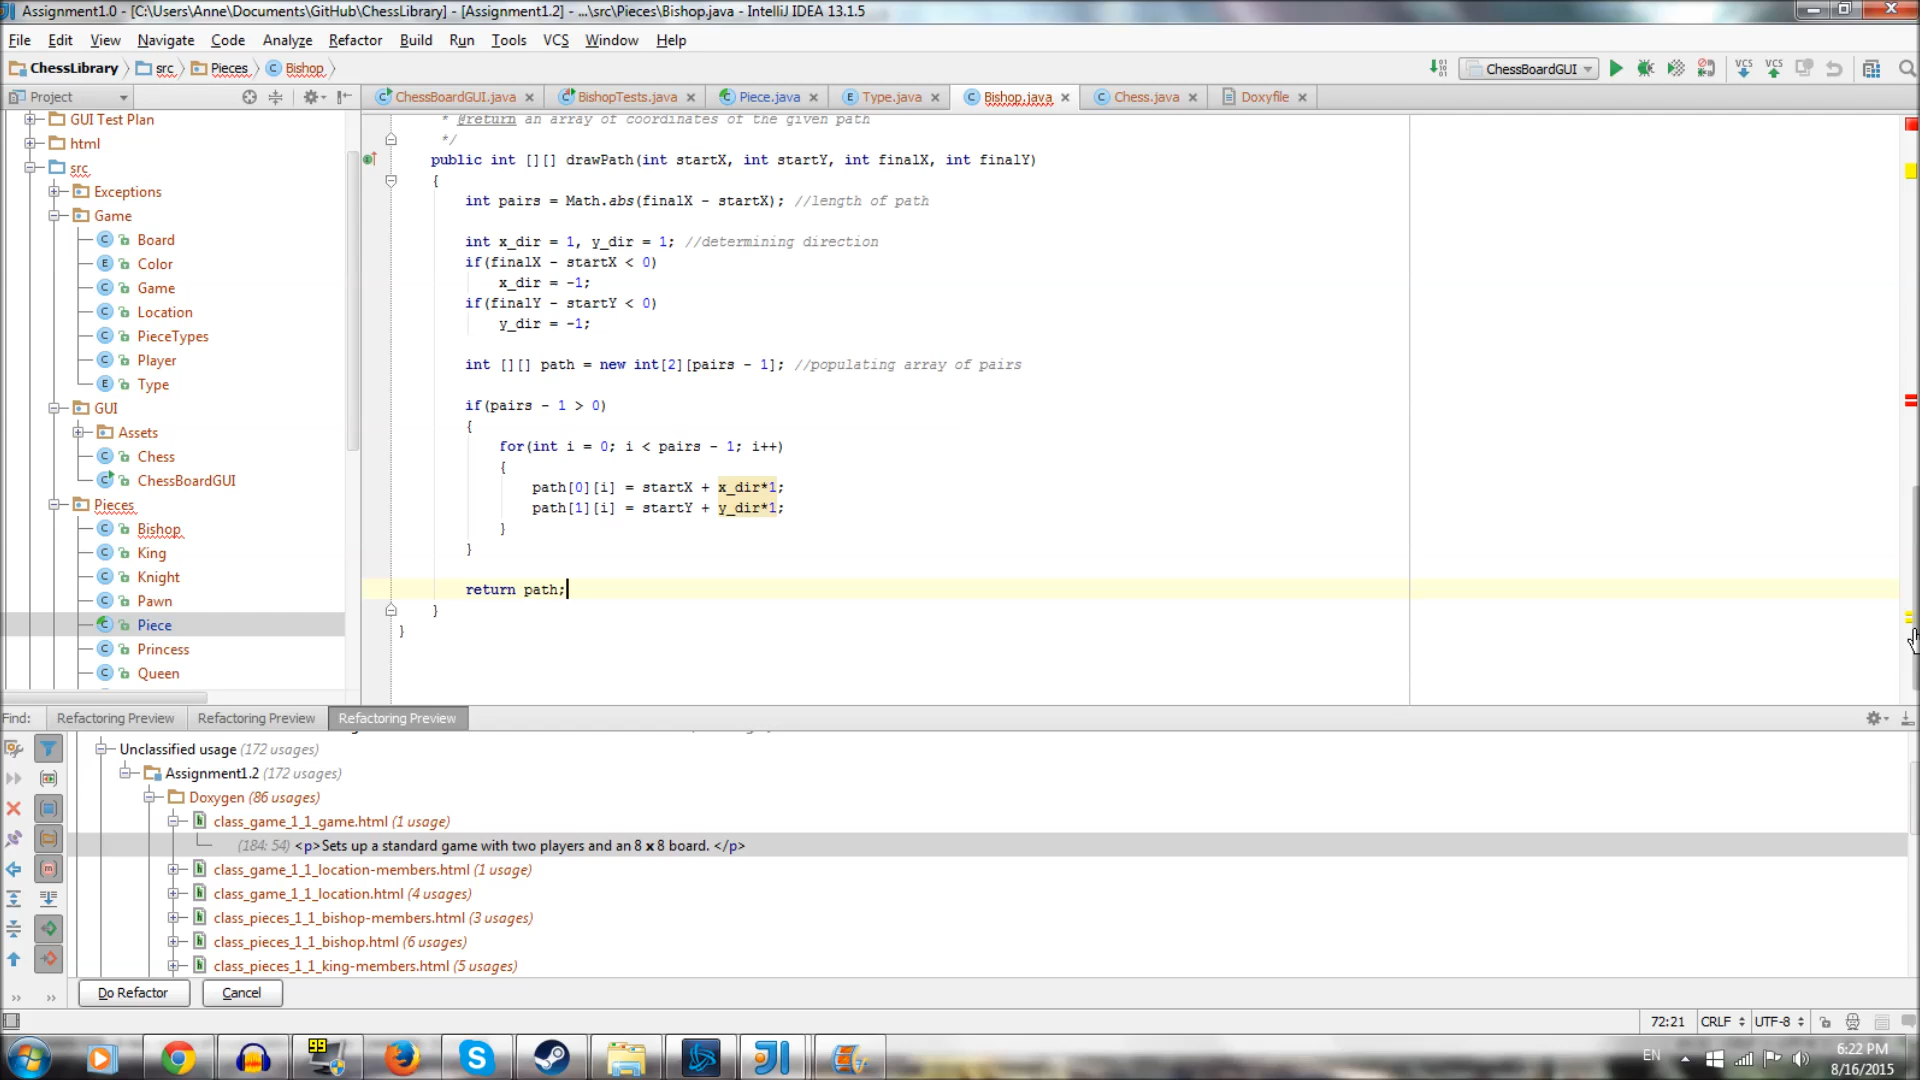 Assignment1.0 - [C:\Users\Anne\Documents\GitHub\ChessLibrary] - [Assignment1.2] - ...\src\Pieces\Bishop.java - IntelliJ IDEA 13.1.5
File Edit View Navigate Code Analyze Refactor Build Run Tools VCS Window Help
ChessLibrary src Pieces Bishop ChessBoardGUI VCS VCS
Project ChessBoardGUI.java BishopTests.java Piece.java Type.java Bishop.java Chess.java Doxyfile
GUI Test Plan
html
src
Exceptions
Game
Board
Color
Game
Location
PieceTypes
Player
Type
GUI
Assets
Chess
ChessBoardGUI
Pieces
Bishop
King
Knight
Pawn
Piece
Princess
Queen
* @return an array of coordinates of the given path
*/
public int [][] drawPath(int startX, int startY, int finalX, int finalY)
{
int pairs = Math.abs(finalX - startX); //length of path
int x_dir = 1, y_dir = 1; //determining direction
if(finalX - startX < 0)
x_dir = -1;
if(finalY - startY < 0)
y_dir = -1;
int [][] path = new int[2][pairs - 1]; //populating array of pairs
if(pairs - 1 > 0)
{
for(int i = 0; i < pairs - 1; i++)
{
path[0][i] = startX + x_dir*1;
path[1][i] = startY + y_dir*1;
}
}
return path;
}
}
Find: Refactoring Preview Refactoring Preview Refactoring Preview
Unclassified usage (172 usages)
Assignment1.2 (172 usages)
Doxygen (86 usages)
class_game_1_1_game.html (1 usage)
(184: 54) <p>Sets up a standard game with two players and an 8 x 8 board. </p>
class_game_1_1_location-members.html (1 usage)
class_game_1_1_location.html (4 usages)
class_pieces_1_1_bishop-members.html (3 usages)
class_pieces_1_1_bishop.html (6 usages)
class_pieces_1_1_king-members.html (5 usages)
Do Refactor Cancel
72:21 CRLF UTF-8
99
EN 6:22 PM
8/16/2015